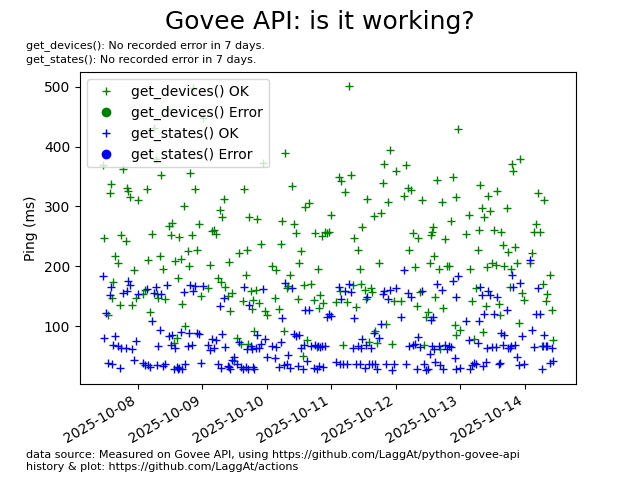 Govee API: is it working?
get_devices(): No recorded error in 7 days.
get_states(): No recorded error in 7 days.
500
400
300
200
100
Ping (ms)
get_devices() OK
get_devices() Error
get_states() OK
get_states() Error
2025-10-08
2025-10-09
2025-10-10
2025-10-11
2025-10-12
2025-10-13
2025-10-14
data source: Measured on Govee API, using https://github.com/LaggAt/python-govee-api
history & plot: https://github.com/LaggAt/actions